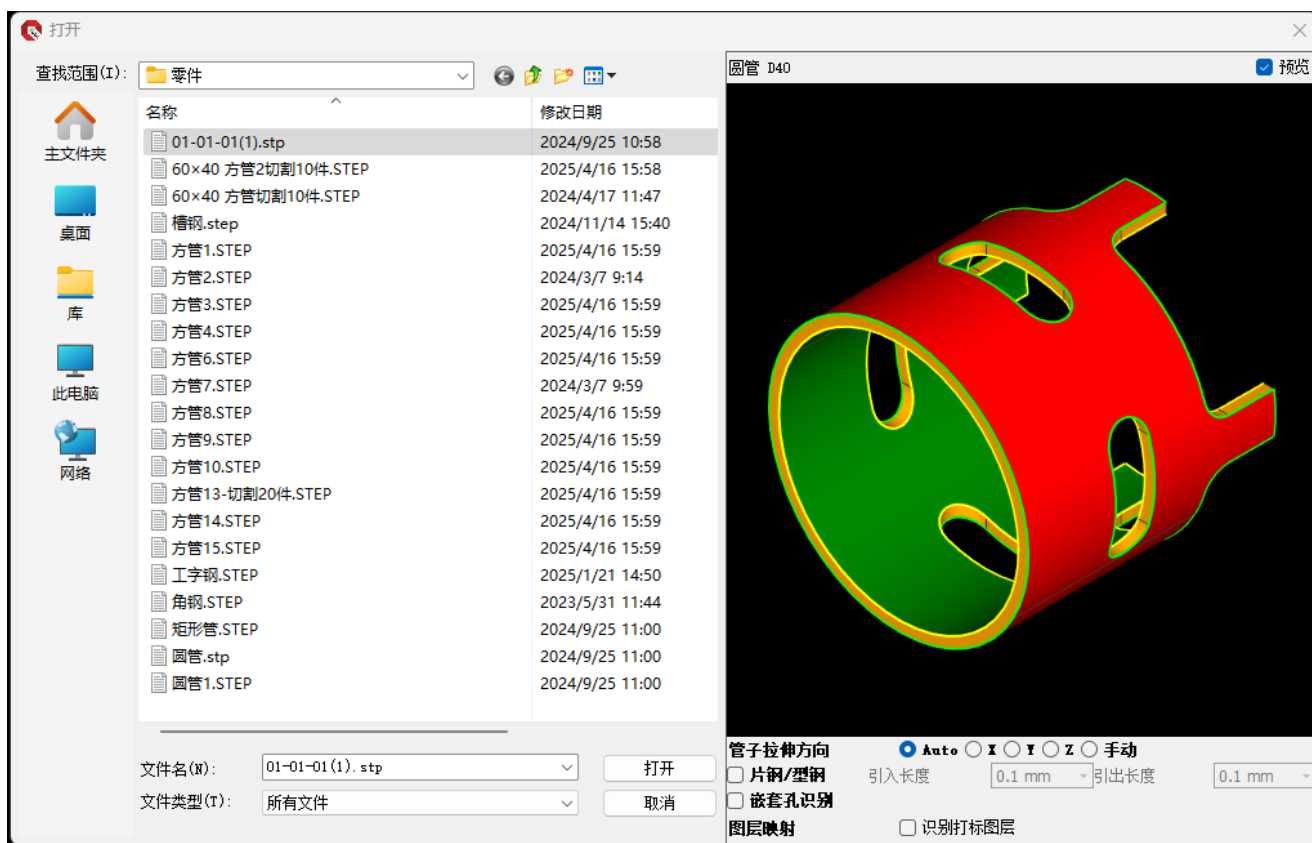 打开
查找范围(I):
零件
圆管 D40
预览
名称
修改日期
01-01-01(1).stp 2024/9/25 10:58
60×40 方管2切割10件.STEP 2025/4/16 15:58
60×40 方管切割10件.STEP 2024/4/17 11:47
槽钢.step 2024/11/14 15:40
方管1.STEP 2025/4/16 15:59
方管2.STEP 2024/3/7 9:14
方管3.STEP 2025/4/16 15:59
方管4.STEP 2025/4/16 15:59
方管6.STEP 2025/4/16 15:59
方管7.STEP 2024/3/7 9:59
方管8.STEP 2025/4/16 15:59
方管9.STEP 2025/4/16 15:59
方管10.STEP 2025/4/16 15:59
方管13-切割20件.STEP 2025/4/16 15:59
方管14.STEP 2025/4/16 15:59
方管15.STEP 2025/4/16 15:59
工字钢.STEP 2025/1/21 14:50
角钢.STEP 2023/5/31 11:44
矩形管.STEP 2024/9/25 11:00
圆管.stp 2024/9/25 11:00
圆管1.STEP 2024/9/25 11:00
主文件夹
桌面
库
此电脑
网络
文件名(N):
01-01-01(1).stp
打开
文件类型(T):
所有文件
取消
管子拉伸方向 Auto X Y Z 手动
片钢/型钢 引入长度 0.1 mm 引出长度 0.1 mm
嵌套孔识别
图层映射 识别打标图层